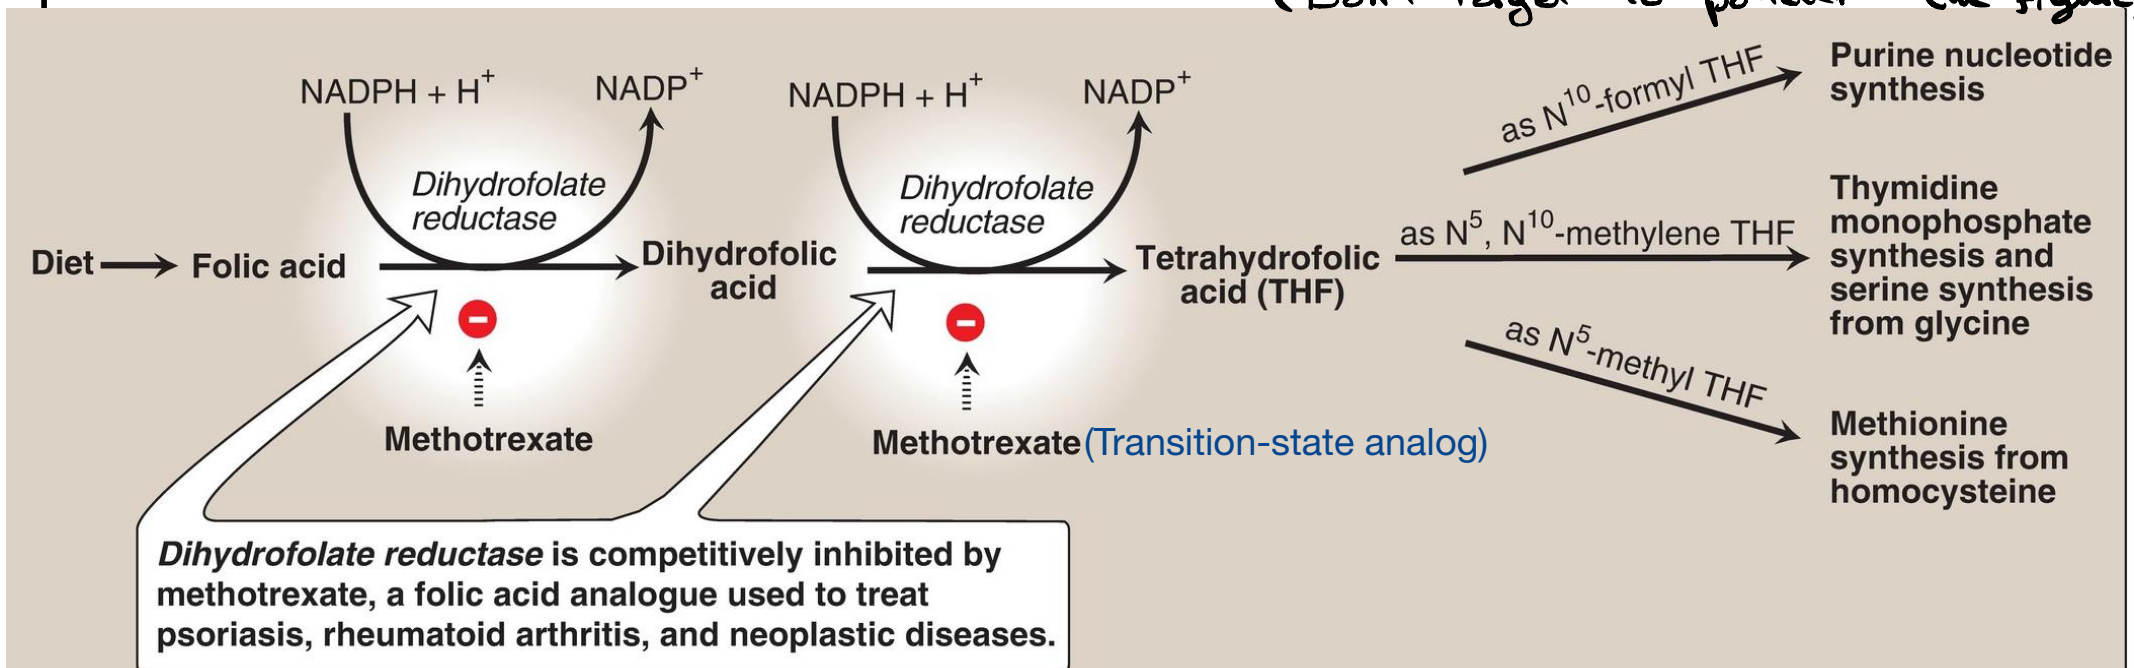 NADPH + H⁺
NADP⁺
NADPH + H⁺
NADP⁺
Dihydrofolate
reductase
Dihydrofolate
reductase
Diet
Folic acid
Dihydrofolic
acid
Tetrahydrofolic
acid (THF)
as N¹⁰-formyl THF
Purine nucleotide
synthesis
as N⁵, N¹⁰-methylene THF
Thymidine
monophosphate
synthesis and
serine synthesis
from glycine
as N⁵-methyl THF
Methionine
synthesis from
homocysteine
Methotrexate
Methotrexate (Transition-state analog)
Dihydrofolate reductase is competitively inhibited by
methotrexate, a folic acid analogue used to treat
psoriasis, rheumatoid arthritis, and neoplastic diseases.